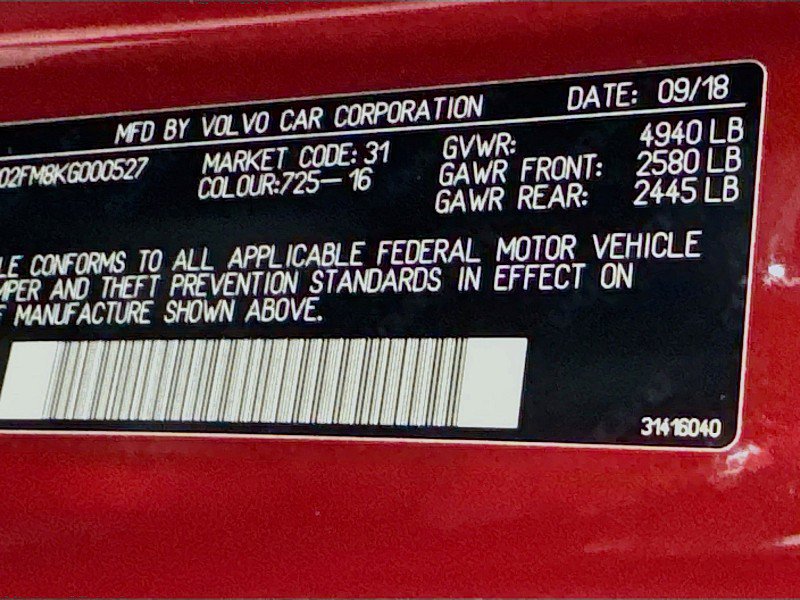 MFD BY VOLVO CAR CORPORATION DATE: 09/18
02FM8KG000527 MARKET CODE: 31 GVWR: 4940 LB
COLOUR:725-16 GAWR FRONT: 2580 LB
GAWR REAR: 2445 LB
LE CONFORMS TO ALL APPLICABLE FEDERAL MOTOR VEHICLE
MPER AND THEFT PREVENTION STANDARDS IN EFFECT ON
F MANUFACTURE SHOWN ABOVE.
31416040